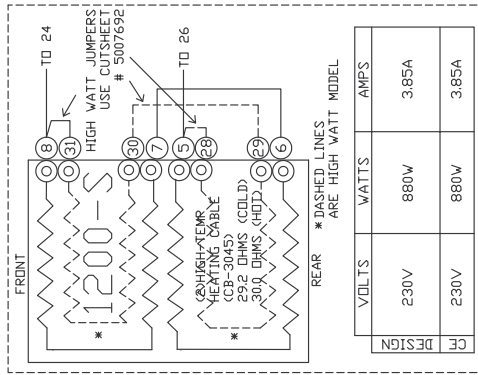 FRONT
8
TO 24
31
HIGH WATT JUMPERS
USE CUTSHEET
# 5007692
*
1200-S
30
7
5
TO 26
28
(2)HIGH-TEMP
HEATING CABLE
(CB-3045)
29.2 OHMS (COLD)
30.0 OHMS (HOT)
*
29
6
REAR
*DASHED LINES
ARE HIGH WATT MODEL
VOLTS WATTS AMPS
DESIGN 230V 880W 3.85A
CE 230V 880W 3.85A